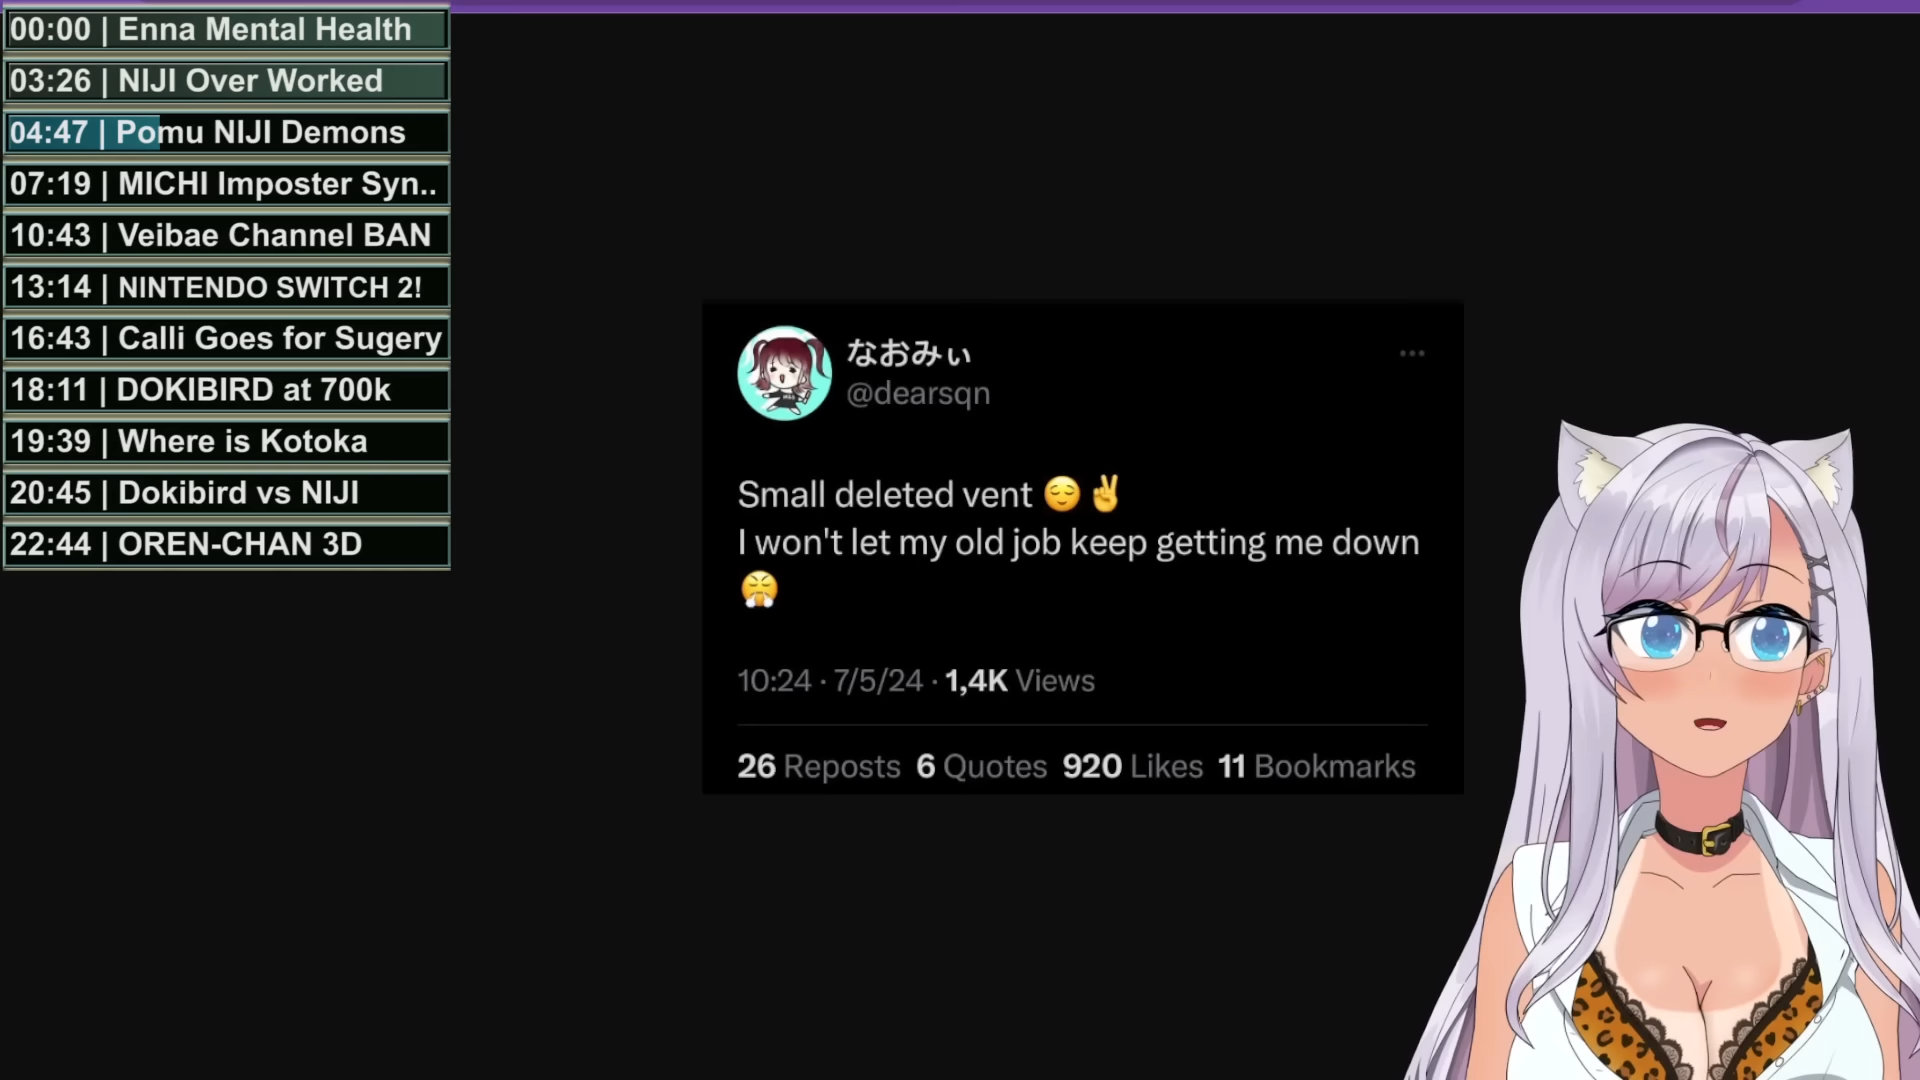 00:00 | Enna Mental Health
03:26 | NIJI Over Worked
04:47 | Pomu NIJI Demons
07:19 | MICHI Imposter Syn..
10:43 | Veibae Channel BAN
13:14 | NINTENDO SWITCH 2!
16:43 | Calli Goes for Sugery
18:11 | DOKIBIRD at 700k
19:39 | Where is Kotoka
20:45 | Dokibird vs NIJI
22:44 | OREN-CHAN 3D
なおみぃ
@dearsqn
Small deleted vent 😌✌️
I won't let my old job keep getting me down
😤
10:24 · 7/5/24 · 1,4K Views
26 Reposts 6 Quotes 920 Likes 11 Bookmarks